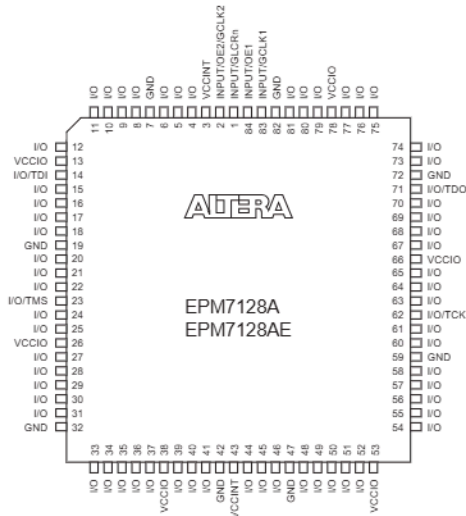 I/O I/O I/O I/O GND I/O I/O I/O VCCINT INPUT/OE2/GCLK2 INPUT/GLCRn INPUT/OE1 INPUT/GCLK1 GND I/O I/O I/O VCCIO I/O I/O I/O
11 10 9 8 7 6 5 4 3 2 1 84 83 82 81 80 79 78 77 76 75
I/O 12
VCCIO 13
I/O/TDI 14
I/O 15
I/O 16
I/O 17
I/O 18
GND 19
I/O 20
I/O 21
I/O 22
I/O/TMS 23
I/O 24
I/O 25
VCCIO 26
I/O 27
I/O 28
I/O 29
I/O 30
I/O 31
GND 32
ALTERA
EPM7128A
EPM7128AE
74 I/O
73 I/O
72 GND
71 I/O/TDO
70 I/O
69 I/O
68 I/O
67 I/O
66 VCCIO
65 I/O
64 I/O
63 I/O
62 I/O/TCK
61 I/O
60 I/O
59 GND
58 I/O
57 I/O
56 I/O
55 I/O
54 I/O
33 34 35 36 37 38 39 40 41 42 43 44 45 46 47 48 49 50 51 52 53
I/O I/O I/O I/O I/O VCCIO I/O I/O I/O GND VCCINT I/O I/O I/O GND I/O I/O I/O I/O I/O VCCIO